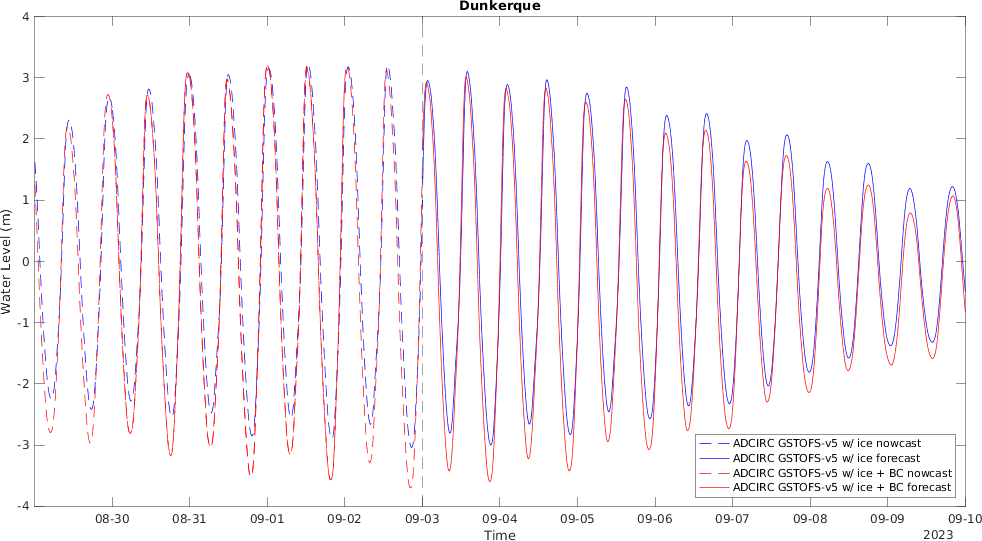 Dunkerque
4
3
2
1
0
-1
-2
-3
-4
Water Level (m)
ADCIRC GSTOFS-v5 w/ ice nowcast
ADCIRC GSTOFS-v5 w/ ice forecast
ADCIRC GSTOFS-v5 w/ ice + BC nowcast
ADCIRC GSTOFS-v5 w/ ice + BC forecast
08-30 08-31 09-01 09-02 09-03 09-04 09-05 09-06 09-07 09-08 09-09 09-10
Time
2023